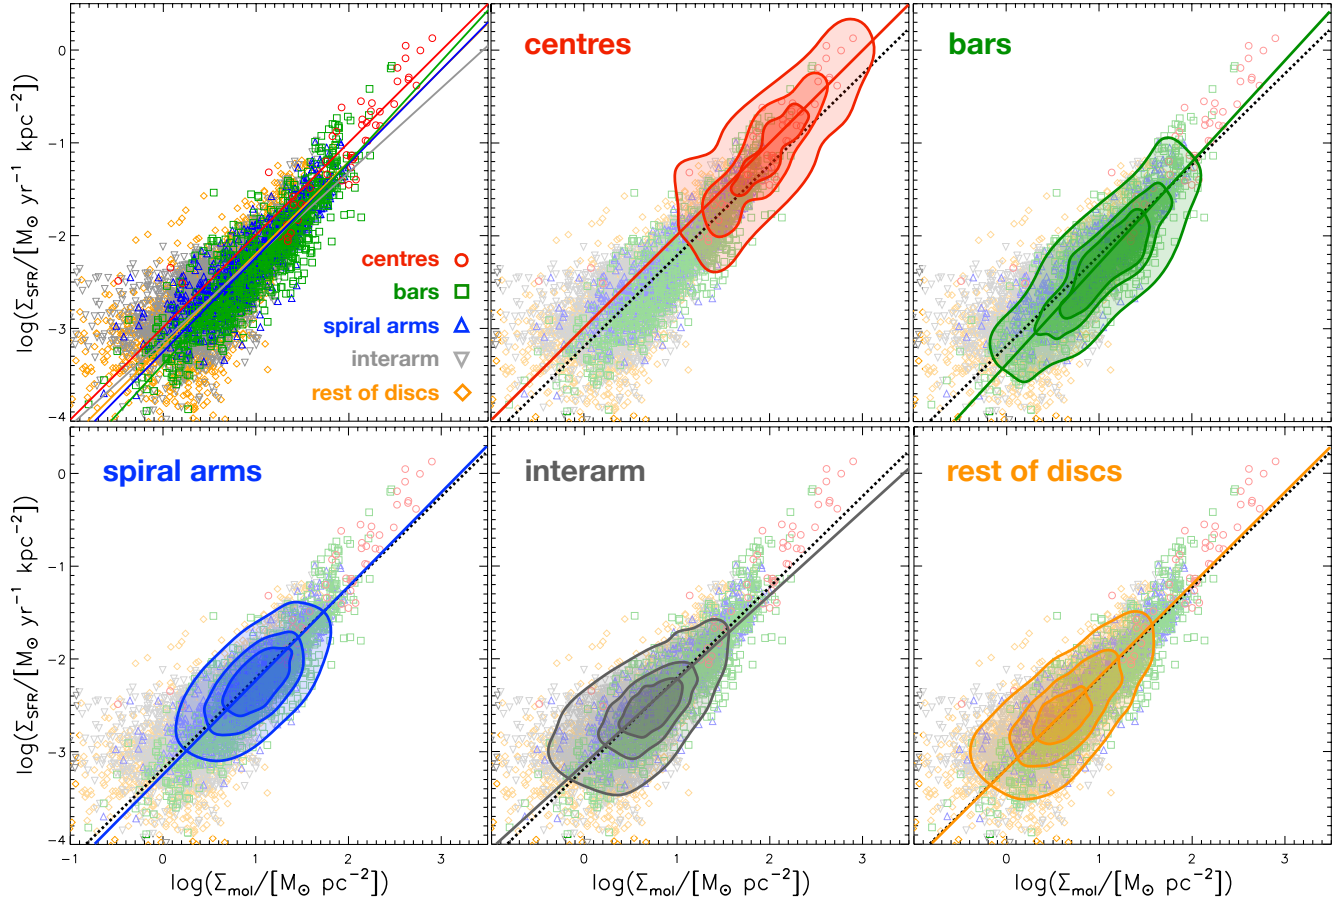 0
−1
−2
−3
−4
log(Σ_SFR/[M_⊙ yr^−1 kpc^−2])
centres
bars
spiral arms
interarm
rest of discs
centres
bars
0
−1
−2
−3
−4
log(Σ_SFR/[M_⊙ yr^−1 kpc^−2])
spiral arms
interarm
rest of discs
−1 0 1 2 3
0 1 2 3
0 1 2 3
log(Σ_mol/[M_⊙ pc^−2])
log(Σ_mol/[M_⊙ pc^−2])
log(Σ_mol/[M_⊙ pc^−2])